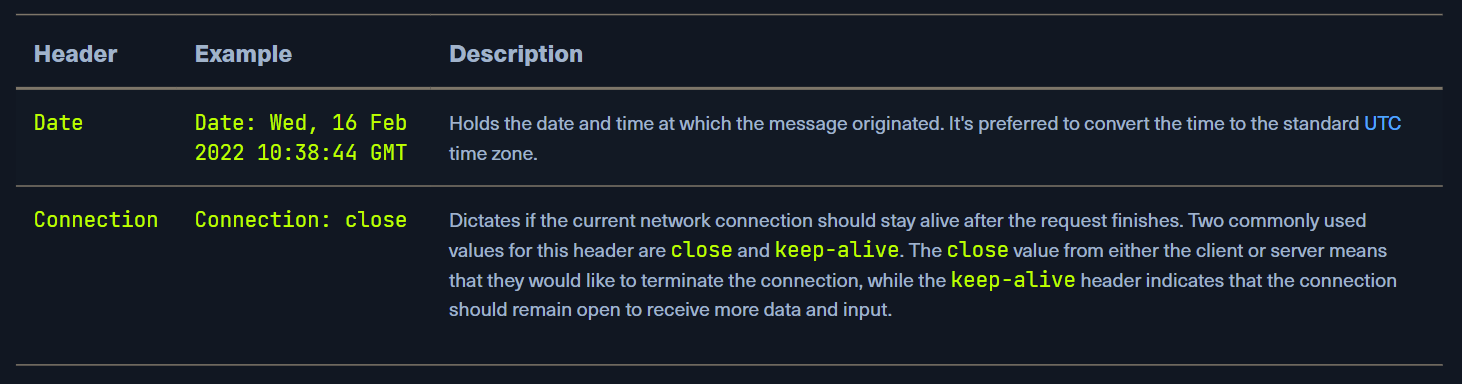 Header Example Description
Date Date: Wed, 16 Feb 2022 10:38:44 GMT Holds the date and time at which the message originated. It's preferred to convert the time to the standard UTC time zone.
Connection Connection: close Dictates if the current network connection should stay alive after the request finishes. Two commonly used
values for this header are close and keep-alive. The close value from either the client or server means
that they would like to terminate the connection, while the keep-alive header indicates that the connection
should remain open to receive more data and input.